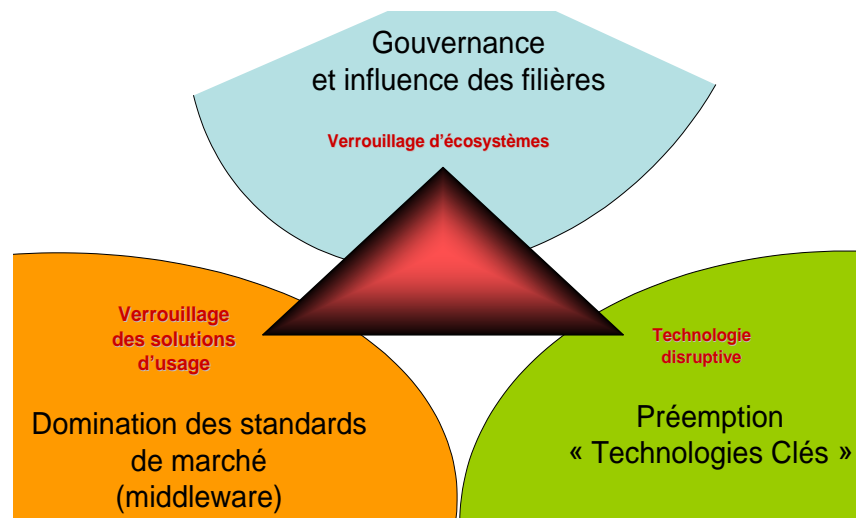 Gouvernance
et influence des filières
Verrouillage d'écosystèmes
Verrouillage
des solutions
d'usage
Technologie
disruptive
Domination des standards
de marché
(middleware)
Préemption
« Technologies Clés »